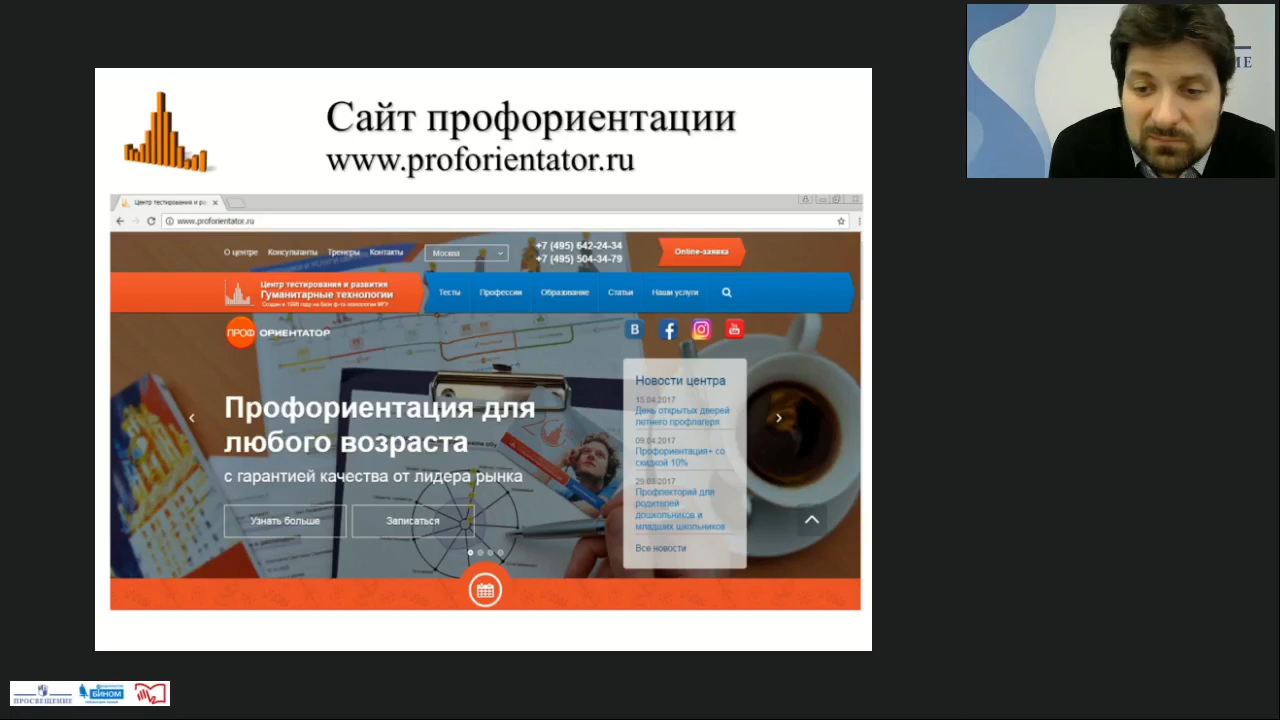 Сайт профориентации
www.proforientator.ru
Центр тестирования и ра
www.proforientator.ru
О центре Консультанты Тренеры Контакты
Москва
+7 (495) 642-24-34
+7 (495) 504-34-79
Online-заявка
Центр тестирования и развития
Гуманитарные технологии
Тесты Профессии Образование Статьи Наши услуги
ПРОФ ОРИЕНТАТОР
B
You
Новости центра
15.04.2017
День открытых дверей
летнего профлагеря
09.04.2017
Профориентация+ со
скидкой 10%
29.03.2017
Профлекторий для
родителей
дошкольников и
младших школьников
Все новости
Профориентация для
любого возраста
с гарантией качества от лидера рынка
Узнать больше
Записаться
ПРОСВЕЩЕНИЕ
БИНОМ
ИЕ